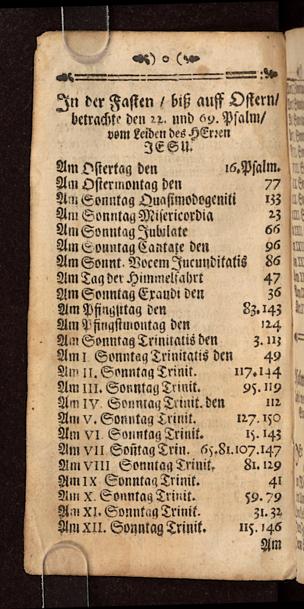 o
In der Fasten / biß auff Ostern/
betrachte den 22. und 69. Psalm/
vom Leiden des HErren
JESU.
Am Ostertag den 16. Psalm.
Am Ostermontag den 77
Am Sonntag Quasimodogeniti 133
Am Sonntag Misericordia 23
Am Sonntag Jubilate 66
Am Sonntag Cantate den 96
Am Sonnt. Vocem Jucunditatis 86
Am Tag der Himmelfahrt 47
Am Sonntag Exaudi den 36
Am Pfingsttag den 83. 143
Am Pfingstmontag den 124
Am Sonntag Trinitatis den 3. 113
Am I. Sonntag Trinitatis den 49
Am II. Sonntag Trinit. 117. 144
Am III. Sonntag Trinit. 95. 119
Am IV. Sonntag Trinit. den 112
Am V. Sonntag Trinit. 127. 150
Am VI. Sonntag Trinit. 15. 143
Am VII Soñtag Trin. 65. 81. 107. 147
Am VIII Sonntag Trinit. 81. 129
Am IX Sonntag Trinit. 41
Am X. Sonntag Trinit. 59. 79
Am XI. Sonntag Trinit. 31. 32
Am XII. Sonntag Trinit. 115. 146
Am